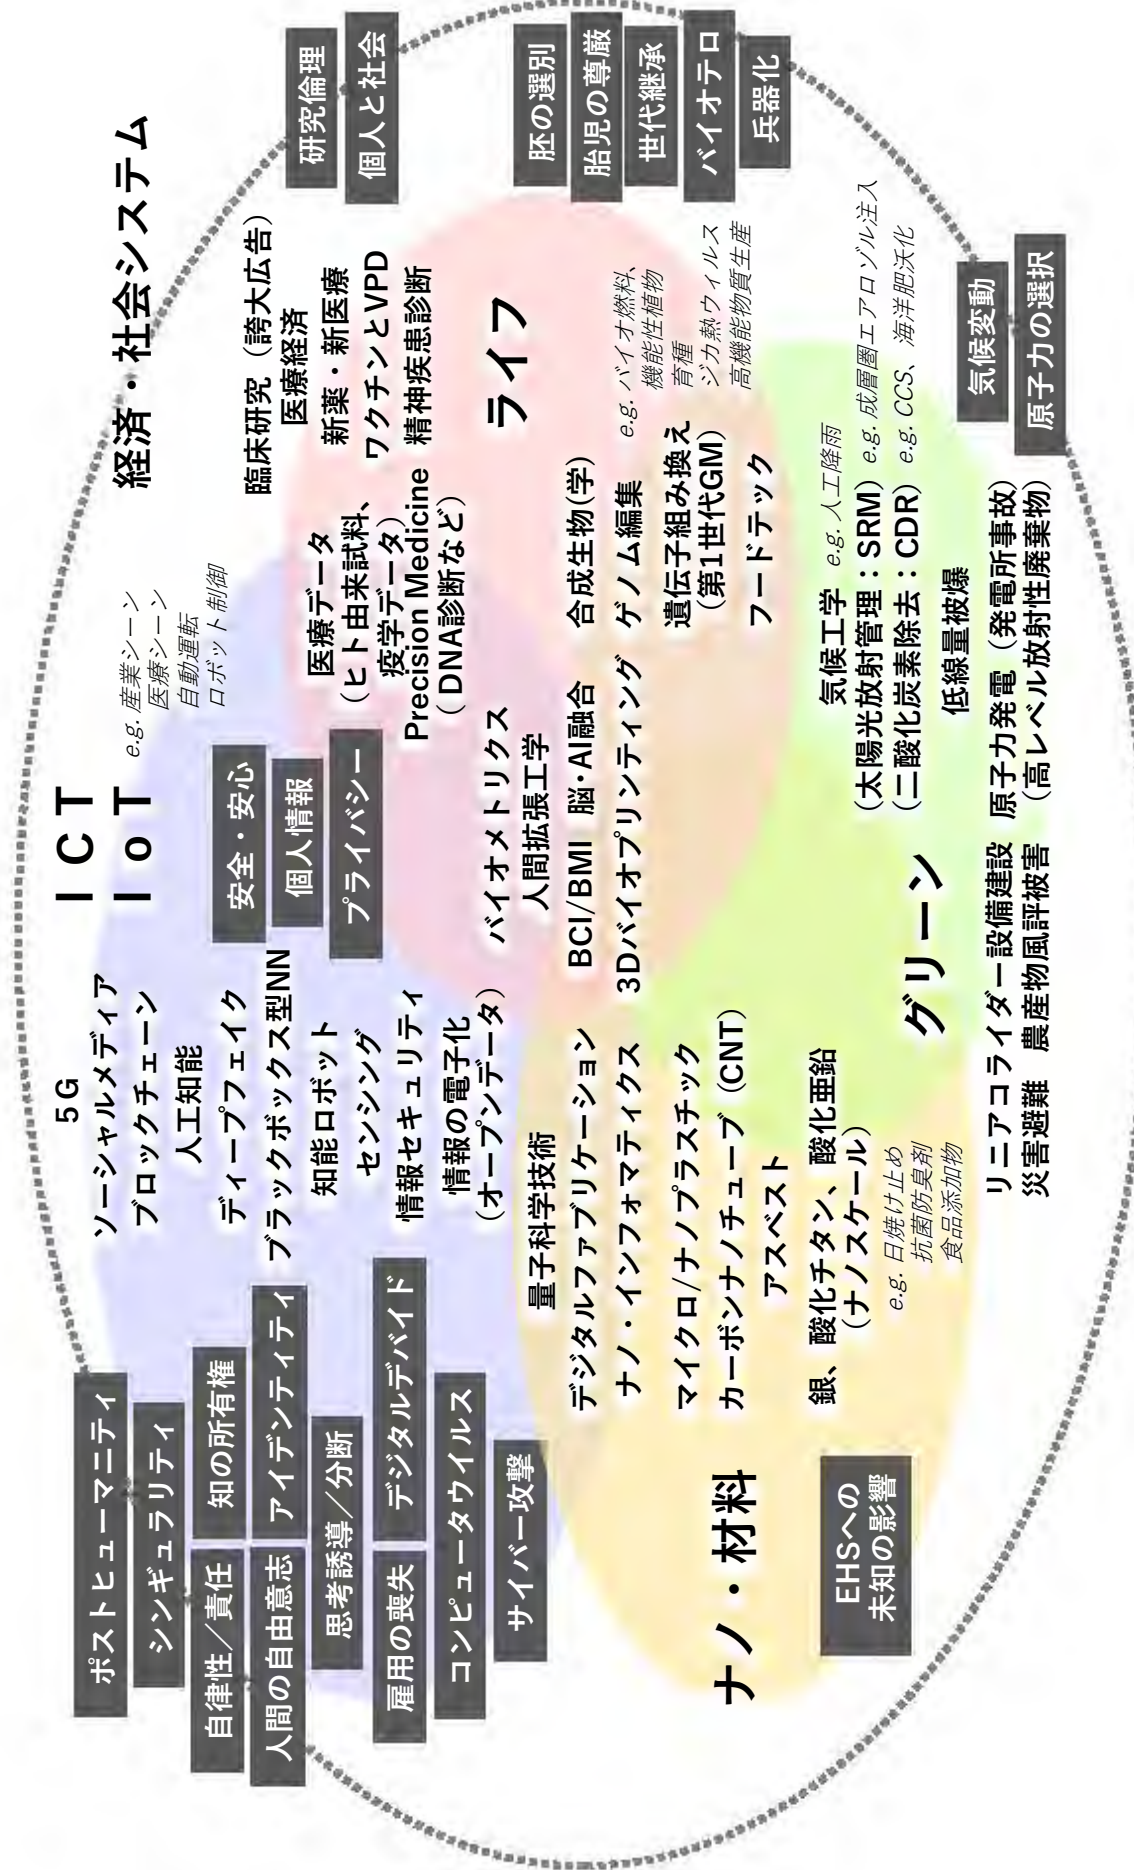 ポストヒューマニティ
シンギュラリティ
自律性／責任
知の所有権
人間の自由意志
アイデンティティ
思考誘導／分断
雇用の喪失
デジタルデバイド
コンピュータウイルス
サイバー攻撃
5G
ソーシャルメディア
ブロックチェーン
人工知能
ディープフェイク
ブラックボックス型NN
知能ロボット
センシング
情報セキュリティ
情報の電子化
（オープンデータ）
ICT
IoT
e.g. 産業シーン
医療シーン
自動運転
ロボット制御
安全・安心
個人情報
プライバシー
経済・社会システム
研究倫理
個人と社会
臨床研究（誇大広告）
医療経済
新薬・新医療
ワクチンとVPD
精神疾患診断
医療データ
（ヒト由来試料、
疫学データ）
Precision Medicine
（DNA診断など）
ライフ
胚の選別
胎児の尊厳
世代継承
バイオテロ
兵器化
バイオメトリクス
人間拡張工学
BCI/BMI 脳・AI融合
合成生物(学)
3Dバイオプリンティング
ゲノム編集
遺伝子組み換え
（第1世代GM）
フードテック
e.g. バイオ燃料、
機能性植物
育種
ジカ熱ウィルス
高機能物質生産
量子科学技術
デジタルファブリケーション
ナノ・インフォマティクス
マイクロ/ナノプラスチック
カーボンナノチューブ（CNT）
アスベスト
銀、酸化チタン、酸化亜鉛
（ナノスケール）
e.g. 日焼け止め
抗菌防臭剤
食品添加物
ナノ・材料
EHSへの
未知の影響
グリーン
気候工学 e.g. 人工降雨
（太陽光放射管理：SRM）e.g. 成層圏エアロゾル注入
（二酸化炭素除去：CDR）e.g. CCS、海洋肥沃化
低線量被爆
気候変動
原子力の選択
リニアコライダー設備建設 原子力発電（発電所事故）
災害避難 農産物風評被害 （高レベル放射性廃棄物）